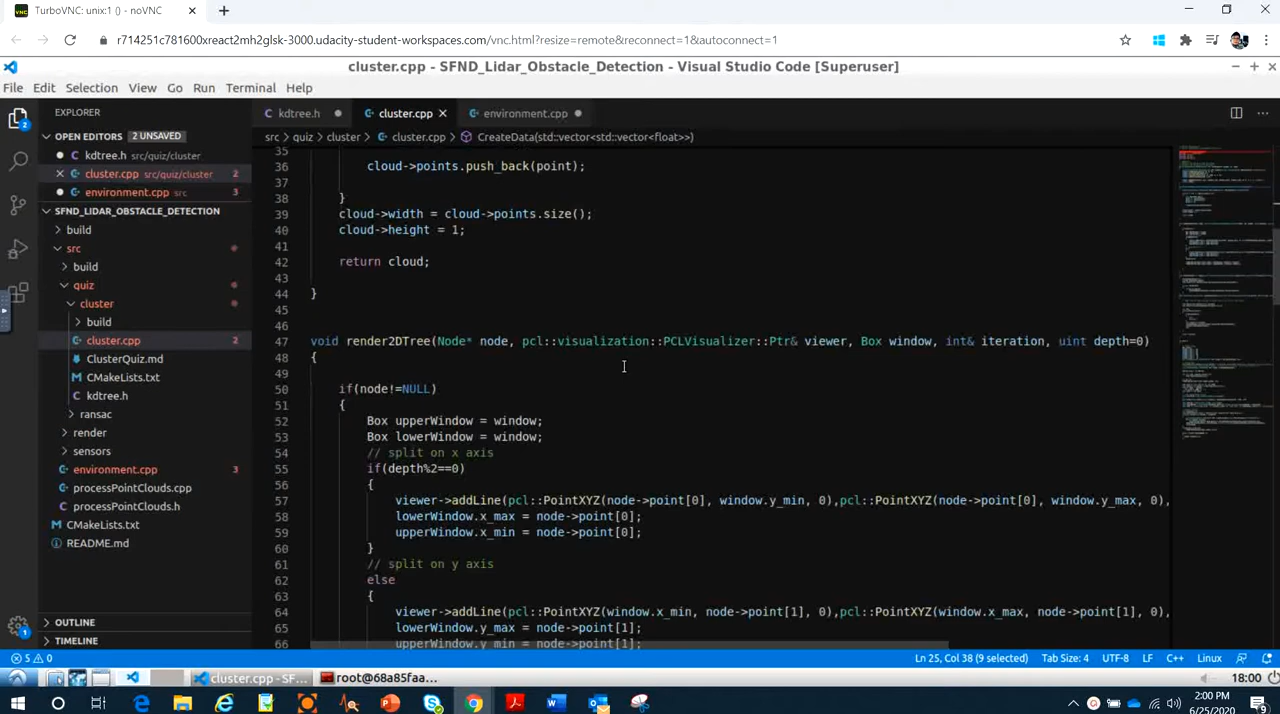 TurboVNC: unix:1 () - noVNC
r714251c781600xreact2mh2glsk-3000.udacity-student-workspaces.com/vnc.html?resize=remote&reconnect=1&autoconnect=1
cluster.cpp - SFND_Lidar_Obstacle_Detection - Visual Studio Code [Superuser]
File Edit Selection View Go Run Terminal Help
EXPLORER
kdtree.h cluster.cpp environment.cpp
OPEN EDITORS 2 UNSAVED
src > quiz > cluster > cluster.cpp > CreateData(std::vector<std::vector<float>>)
kdtree.h src/quiz/cluster
cluster.cpp src/quiz/cluster 2
environment.cpp src 3
SFND_LIDAR_OBSTACLE_DETECTION
build
src
build
quiz
cluster
build
cluster.cpp 2
ClusterQuiz.md
CMakeLists.txt
kdtree.h
ransac
render
sensors
environment.cpp 3
processPointClouds.cpp
processPointClouds.h
CMakeLists.txt
README.md
OUTLINE
TIMELINE
35
36 cloud->points.push_back(point);
37
38 }
39 cloud->width = cloud->points.size();
40 cloud->height = 1;
41
42 return cloud;
43
44 }
45
46
47 void render2DTree(Node* node, pcl::visualization::PCLVisualizer::Ptr& viewer, Box window, int& iteration, uint depth=0)
48 {
49
50 if(node!=NULL)
51 {
52 Box upperWindow = window;
53 Box lowerWindow = window;
54 // split on x axis
55 if(depth%2==0)
56 {
57 viewer->addLine(pcl::PointXYZ(node->point[0], window.y_min, 0),pcl::PointXYZ(node->point[0], window.y_max, 0),
58 lowerWindow.x_max = node->point[0];
59 upperWindow.x_min = node->point[0];
60 }
61 // split on y axis
62 else
63 {
64 viewer->addLine(pcl::PointXYZ(window.x_min, node->point[1], 0),pcl::PointXYZ(window.x_max, node->point[1], 0),
65 lowerWindow.y_max = node->point[1];
66 upperWindow.y_min = node->point[1];
5 0 Ln 25, Col 38 (9 selected) Tab Size: 4 UTF-8 LF C++ Linux
cluster.cpp - SF... root@68a85faa... 18:00
2:00 PM
6/25/2020